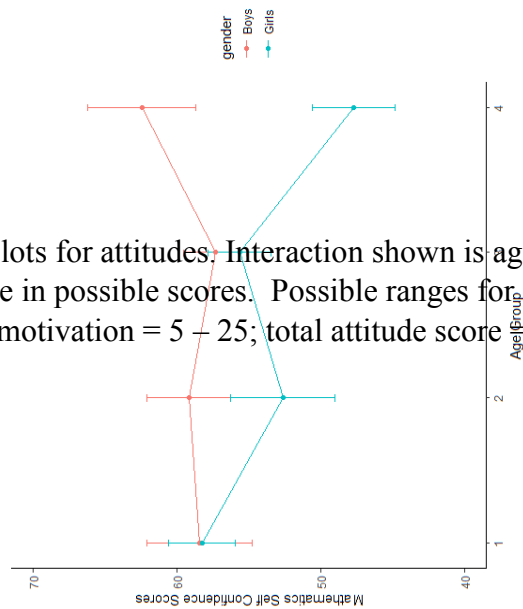 gender
Boys
Girls
lots for attitudes. Interaction shown is ag
e in possible scores. Possible ranges for
motivation = 5 – 25; total attitude score
70
60
50
40
Mathematics Self Confidence Scores
1
2
4
Age Group